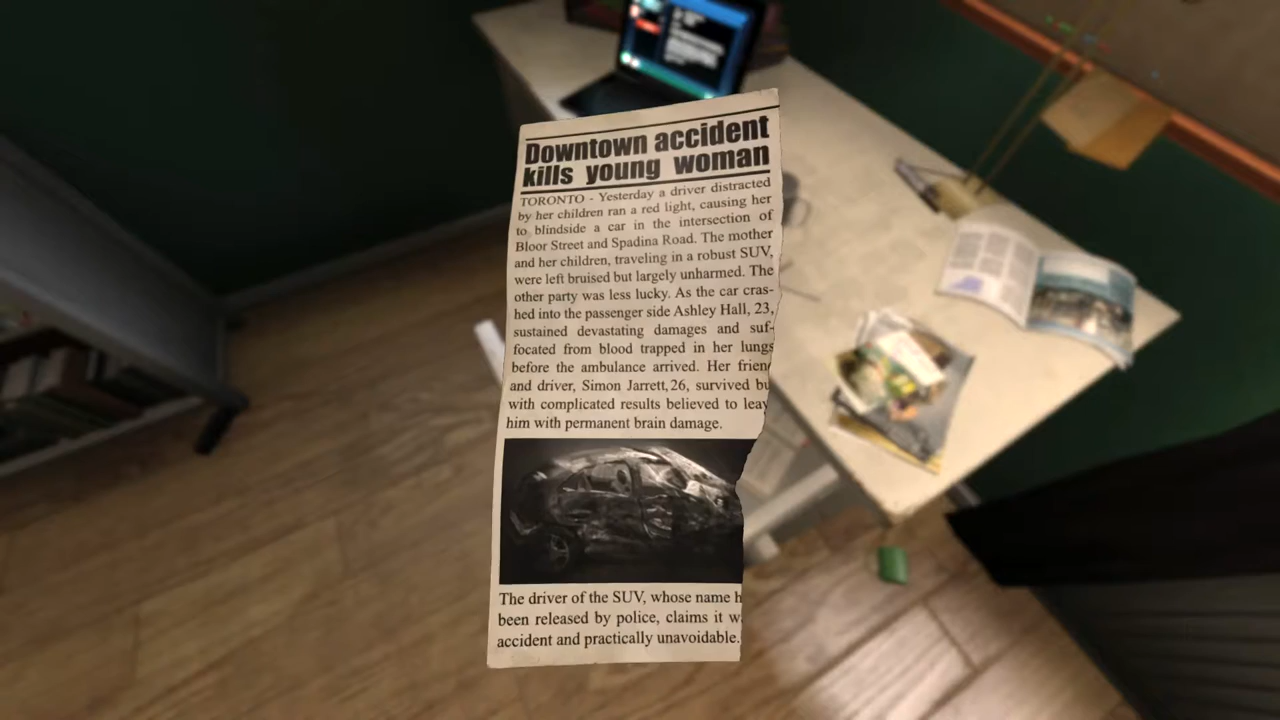 Downtown accident
kills young woman
TORONTO - Yesterday a driver distracted
by her children ran a red light, causing her
to blindside a car in the intersection of
Bloor Street and Spadina Road. The mother
and her children, traveling in a robust SUV,
were left bruised but largely unharmed. The
other party was less lucky. As the car cras-
hed into the passenger side Ashley Hall, 23,
sustained devastating damages and suf-
focated from blood trapped in her lungs
before the ambulance arrived. Her frien
and driver, Simon Jarrett, 26, survived bu
with complicated results believed to leav
him with permanent brain damage.
The driver of the SUV, whose name h
been released by police, claims it w
accident and practically unavoidable.